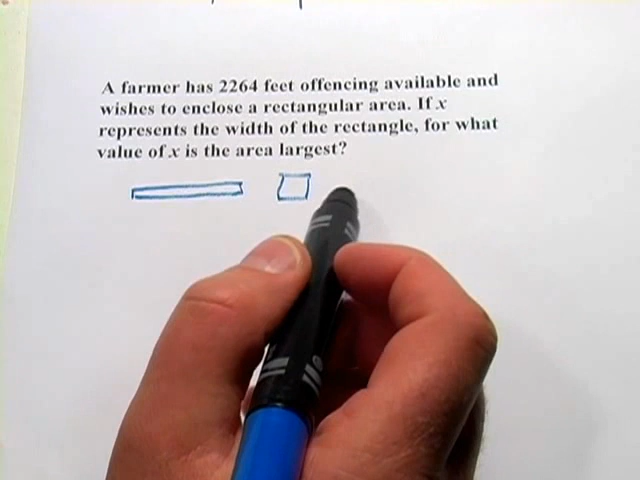 A farmer has 2264 feet offencing available and
wishes to enclose a rectangular area. If x
represents the width of the rectangle, for what
value of x is the area largest?